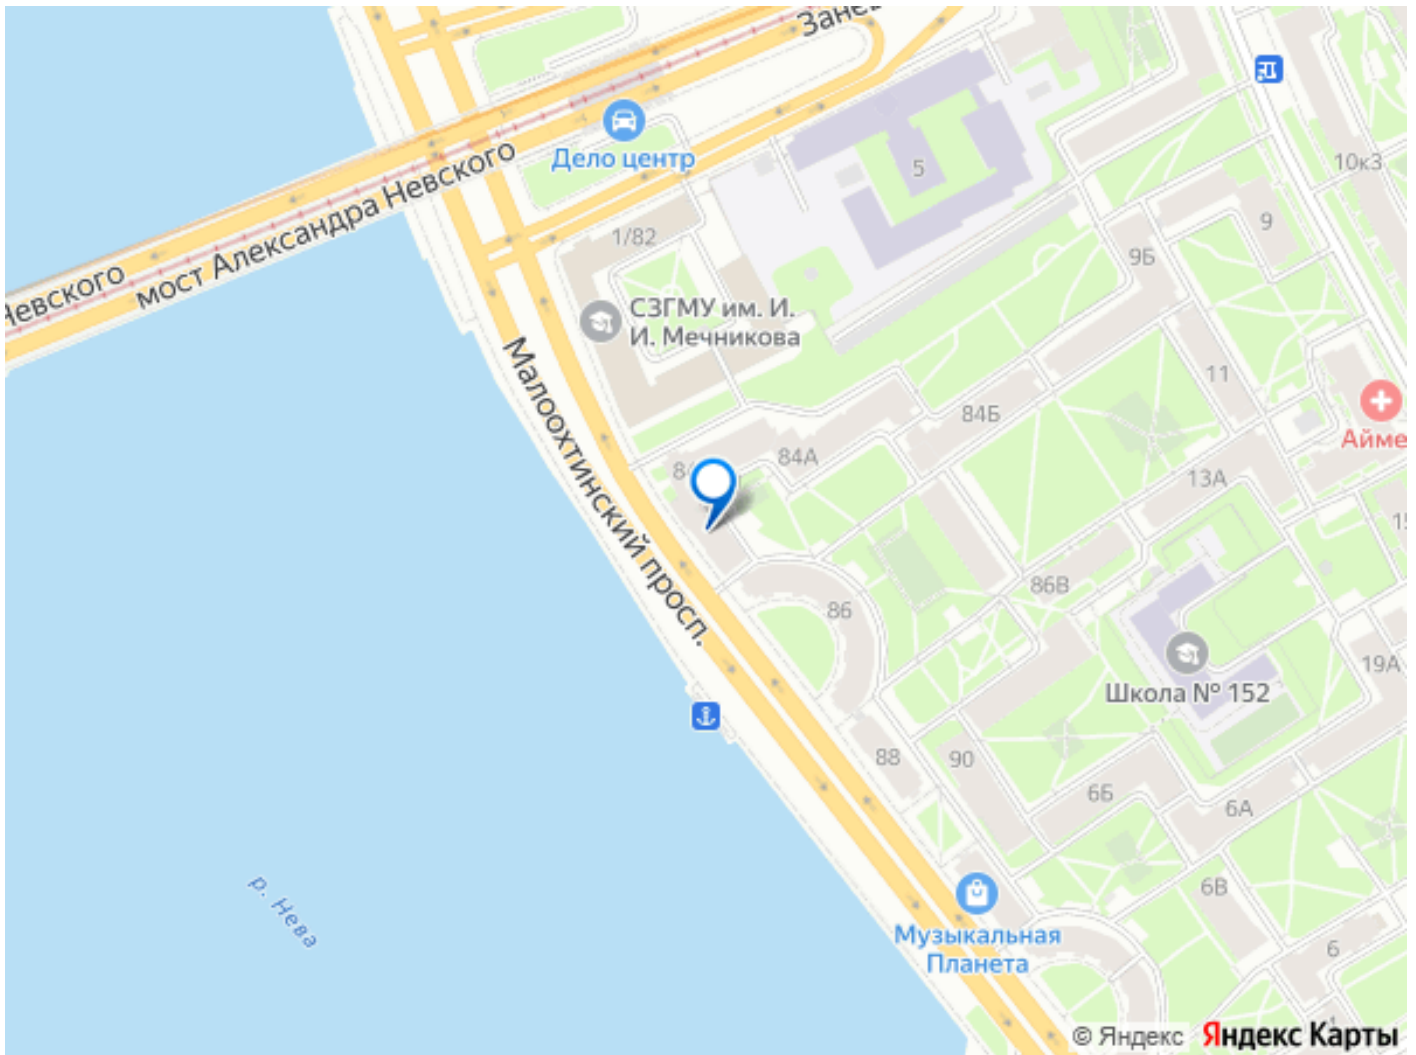 Дело центр
мост Александра Невского
Невского
5
10к3
1/82
9
9Б
СЗГМУ им. И.
И. Мечникова
Малоохтинский просп.
11
84Б
Айме
84А
13А
86В
86
Школа № 152
19А
88
90
6Б
6А
6В
р. Нева
Музыкальная
Планета
6
© Яндекс Яндекс Карты